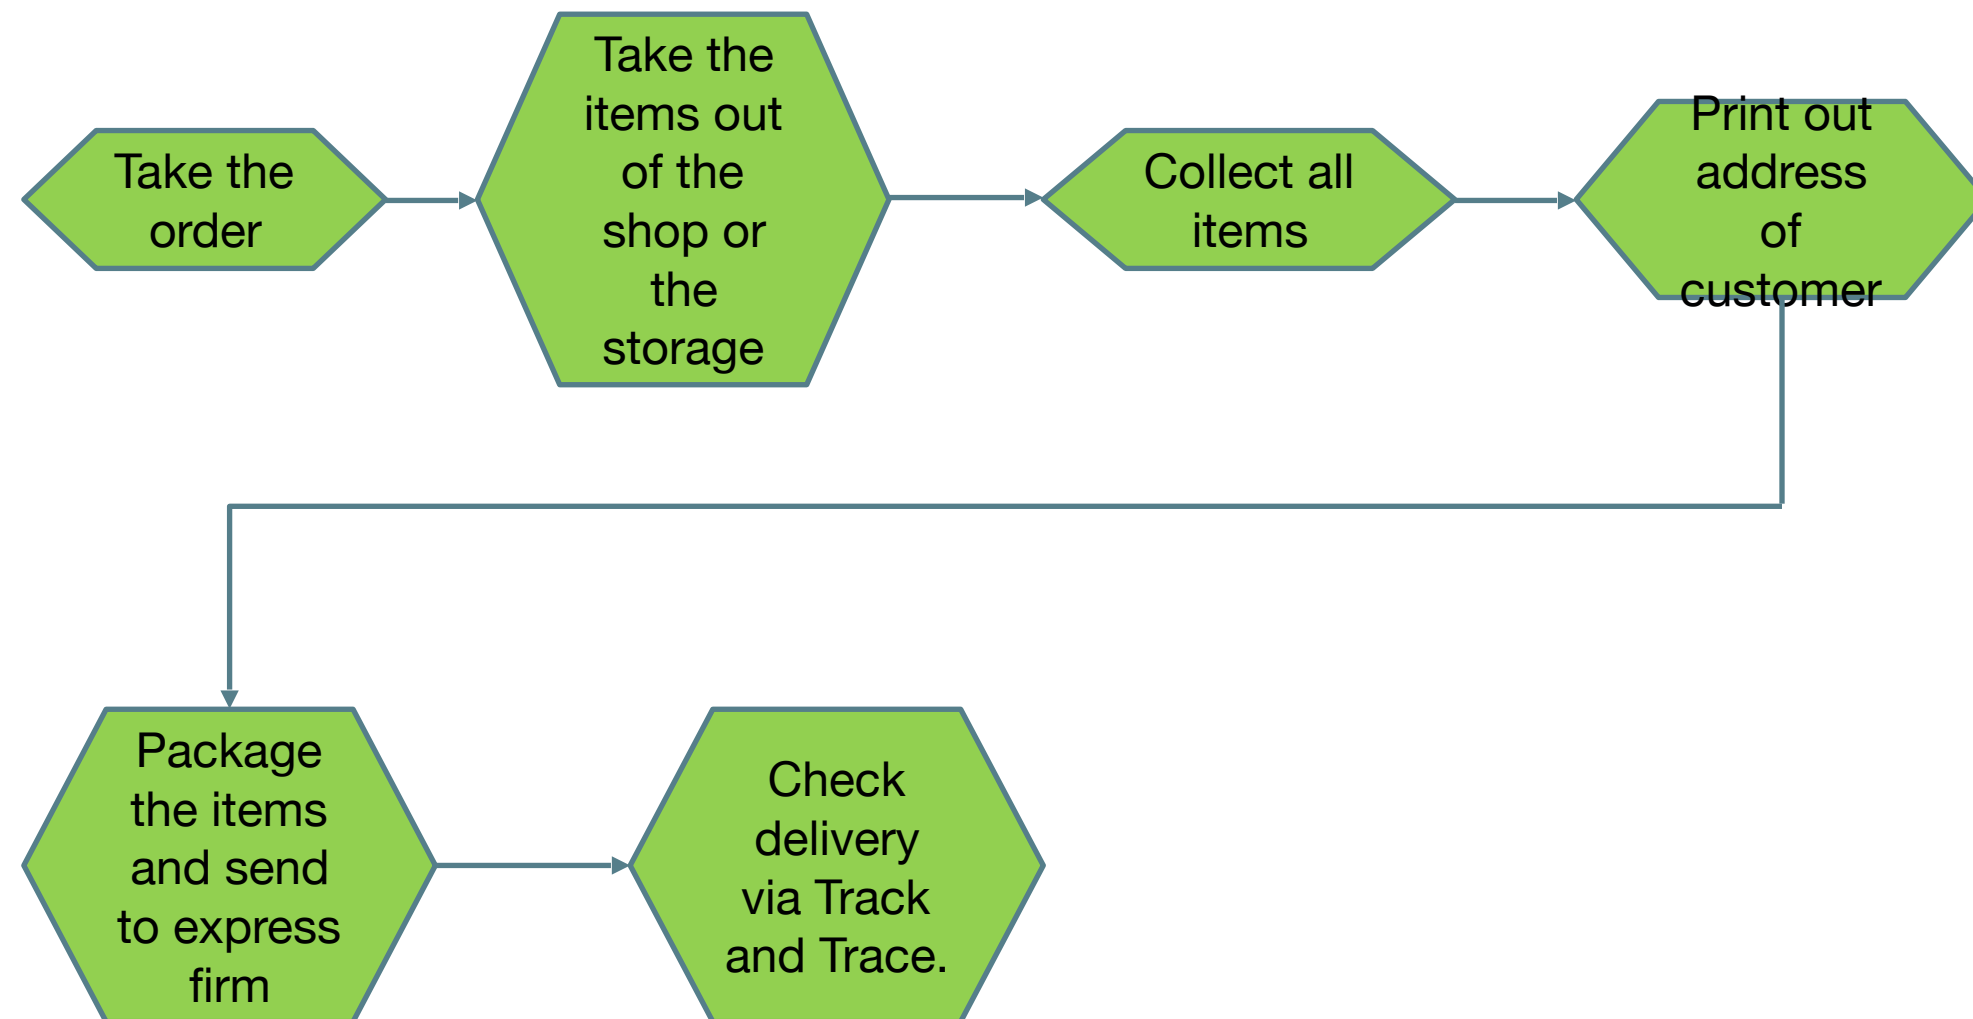 Take the
order
Take the
items out
of the
shop or
the
storage
Collect all
items
Print out
address
of
customer
Package
the items
and send
to express
firm
Check
delivery
via Track
and Trace.